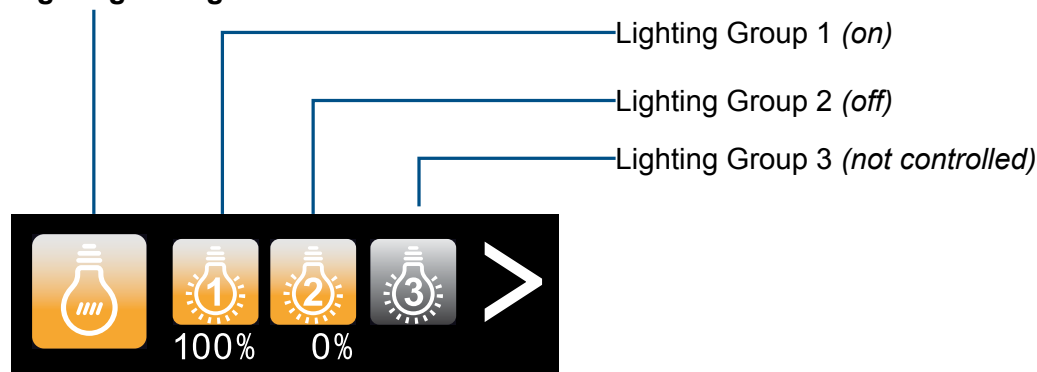 Lighting Group 1 (on)
Lighting Group 2 (off)
Lighting Group 3 (not controlled)
1 2 3 >
100% 0%